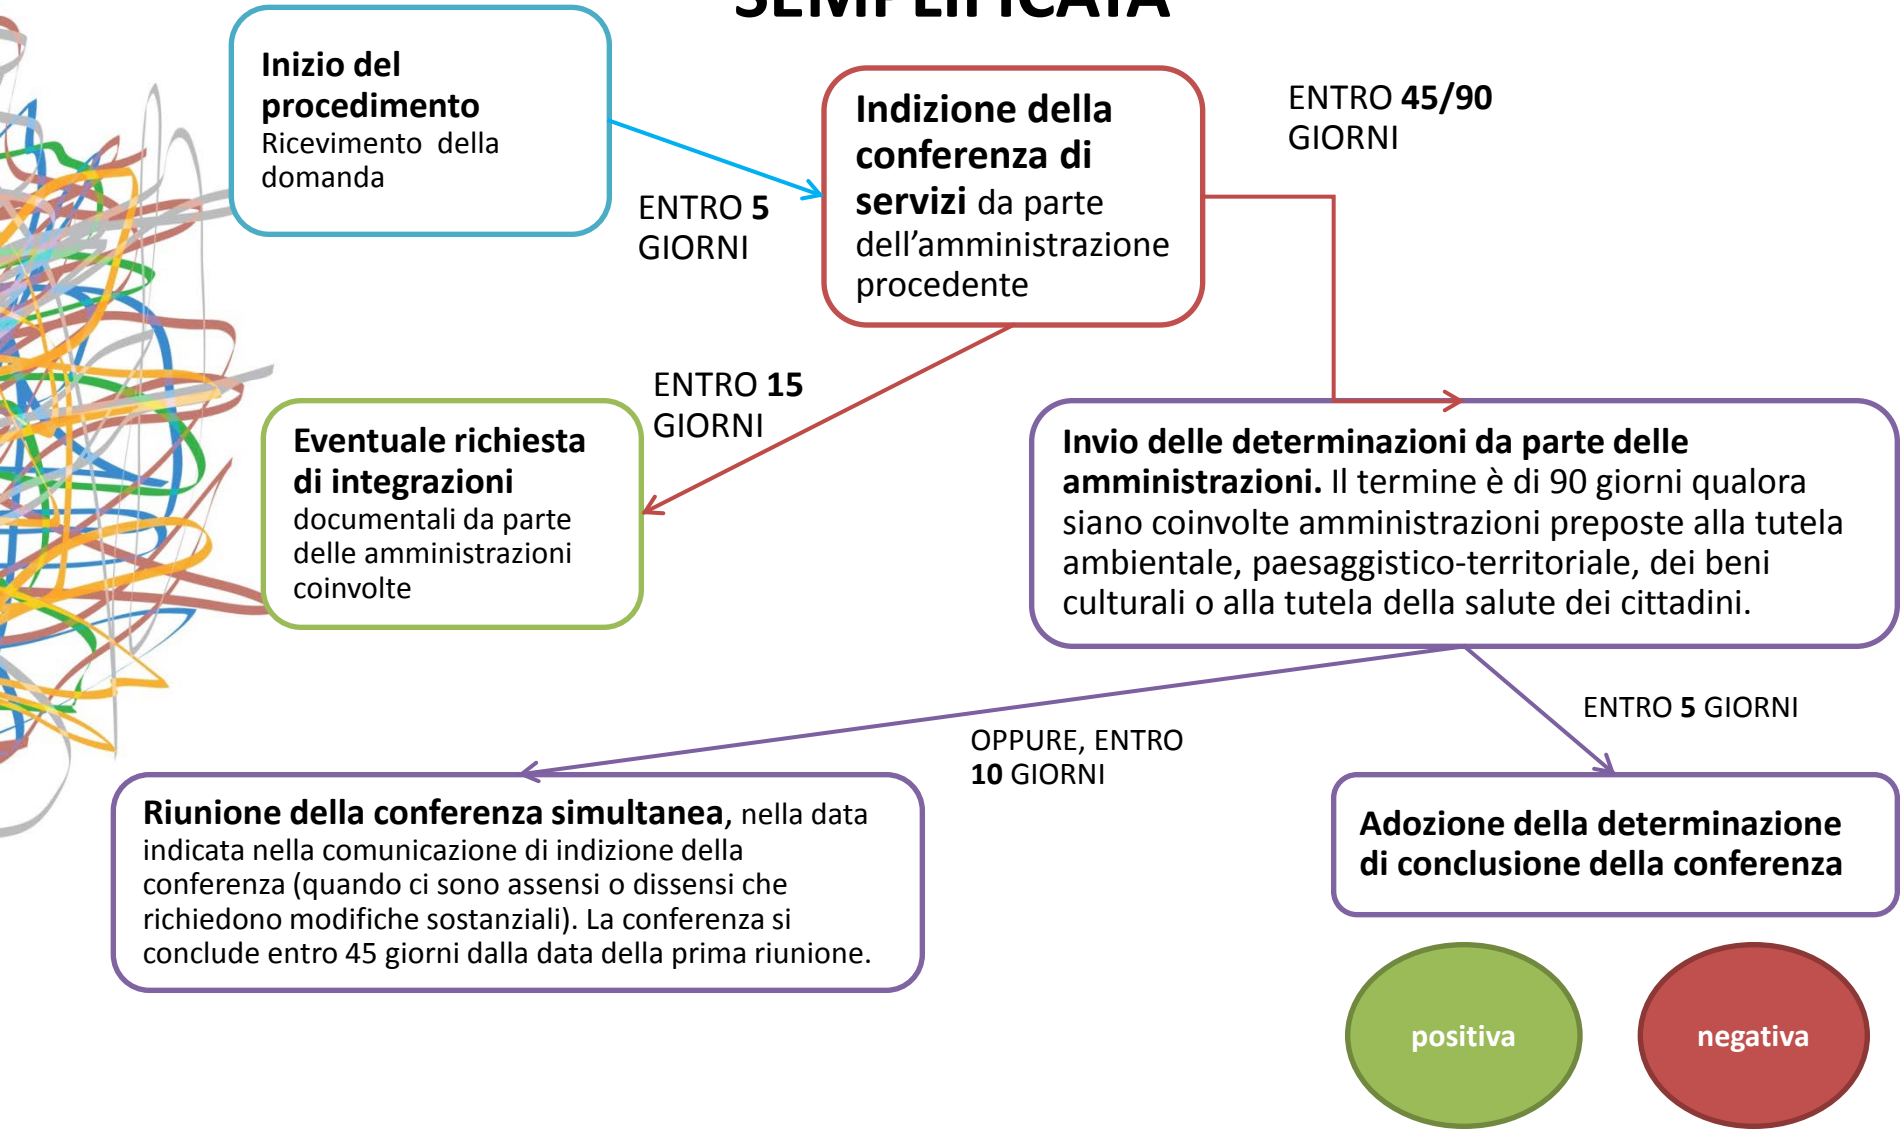 SEMPLIFICATA
Inizio del
procedimento
Ricevimento della
domanda
ENTRO 5
GIORNI
Indizione della
conferenza di
servizi da parte
dell’amministrazione
procedente
ENTRO 45/90
GIORNI
ENTRO 15
GIORNI
Eventuale richiesta
di integrazioni
documentali da parte
delle amministrazioni
coinvolte
Invio delle determinazioni da parte delle
amministrazioni. Il termine è di 90 giorni qualora
siano coinvolte amministrazioni preposte alla tutela
ambientale, paesaggistico-territoriale, dei beni
culturali o alla tutela della salute dei cittadini.
OPPURE, ENTRO
10 GIORNI
ENTRO 5 GIORNI
Riunione della conferenza simultanea, nella data
indicata nella comunicazione di indizione della
conferenza (quando ci sono assensi o dissensi che
richiedono modifiche sostanziali). La conferenza si
conclude entro 45 giorni dalla data della prima riunione.
Adozione della determinazione
di conclusione della conferenza
positiva
negativa